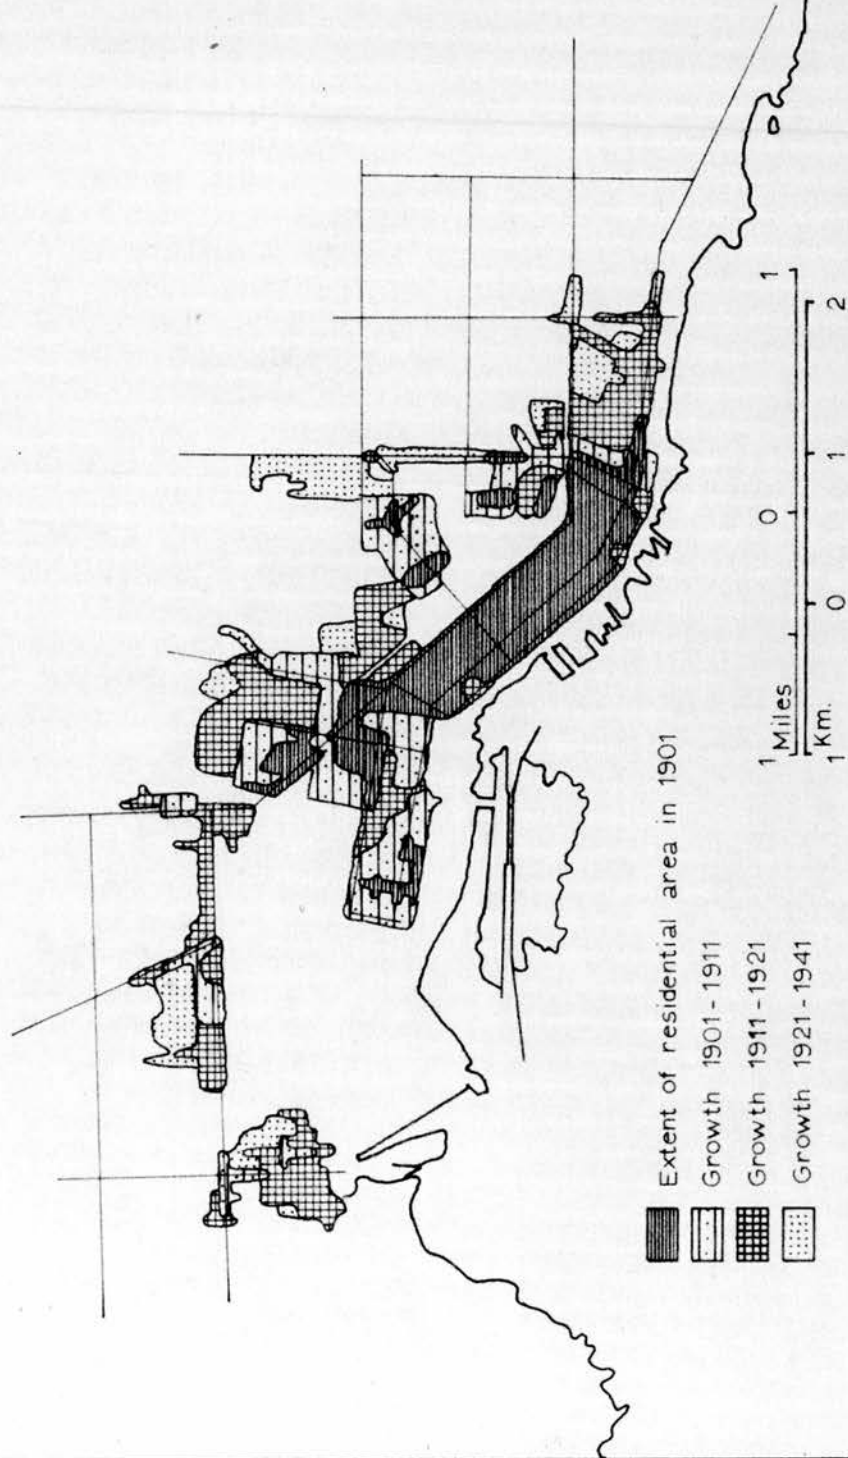 Extent of residential area in 1901
Growth 1901-1911
Growth 1911-1921
Growth 1921-1941
1 Miles 0 1
1 Km. 0 1 2